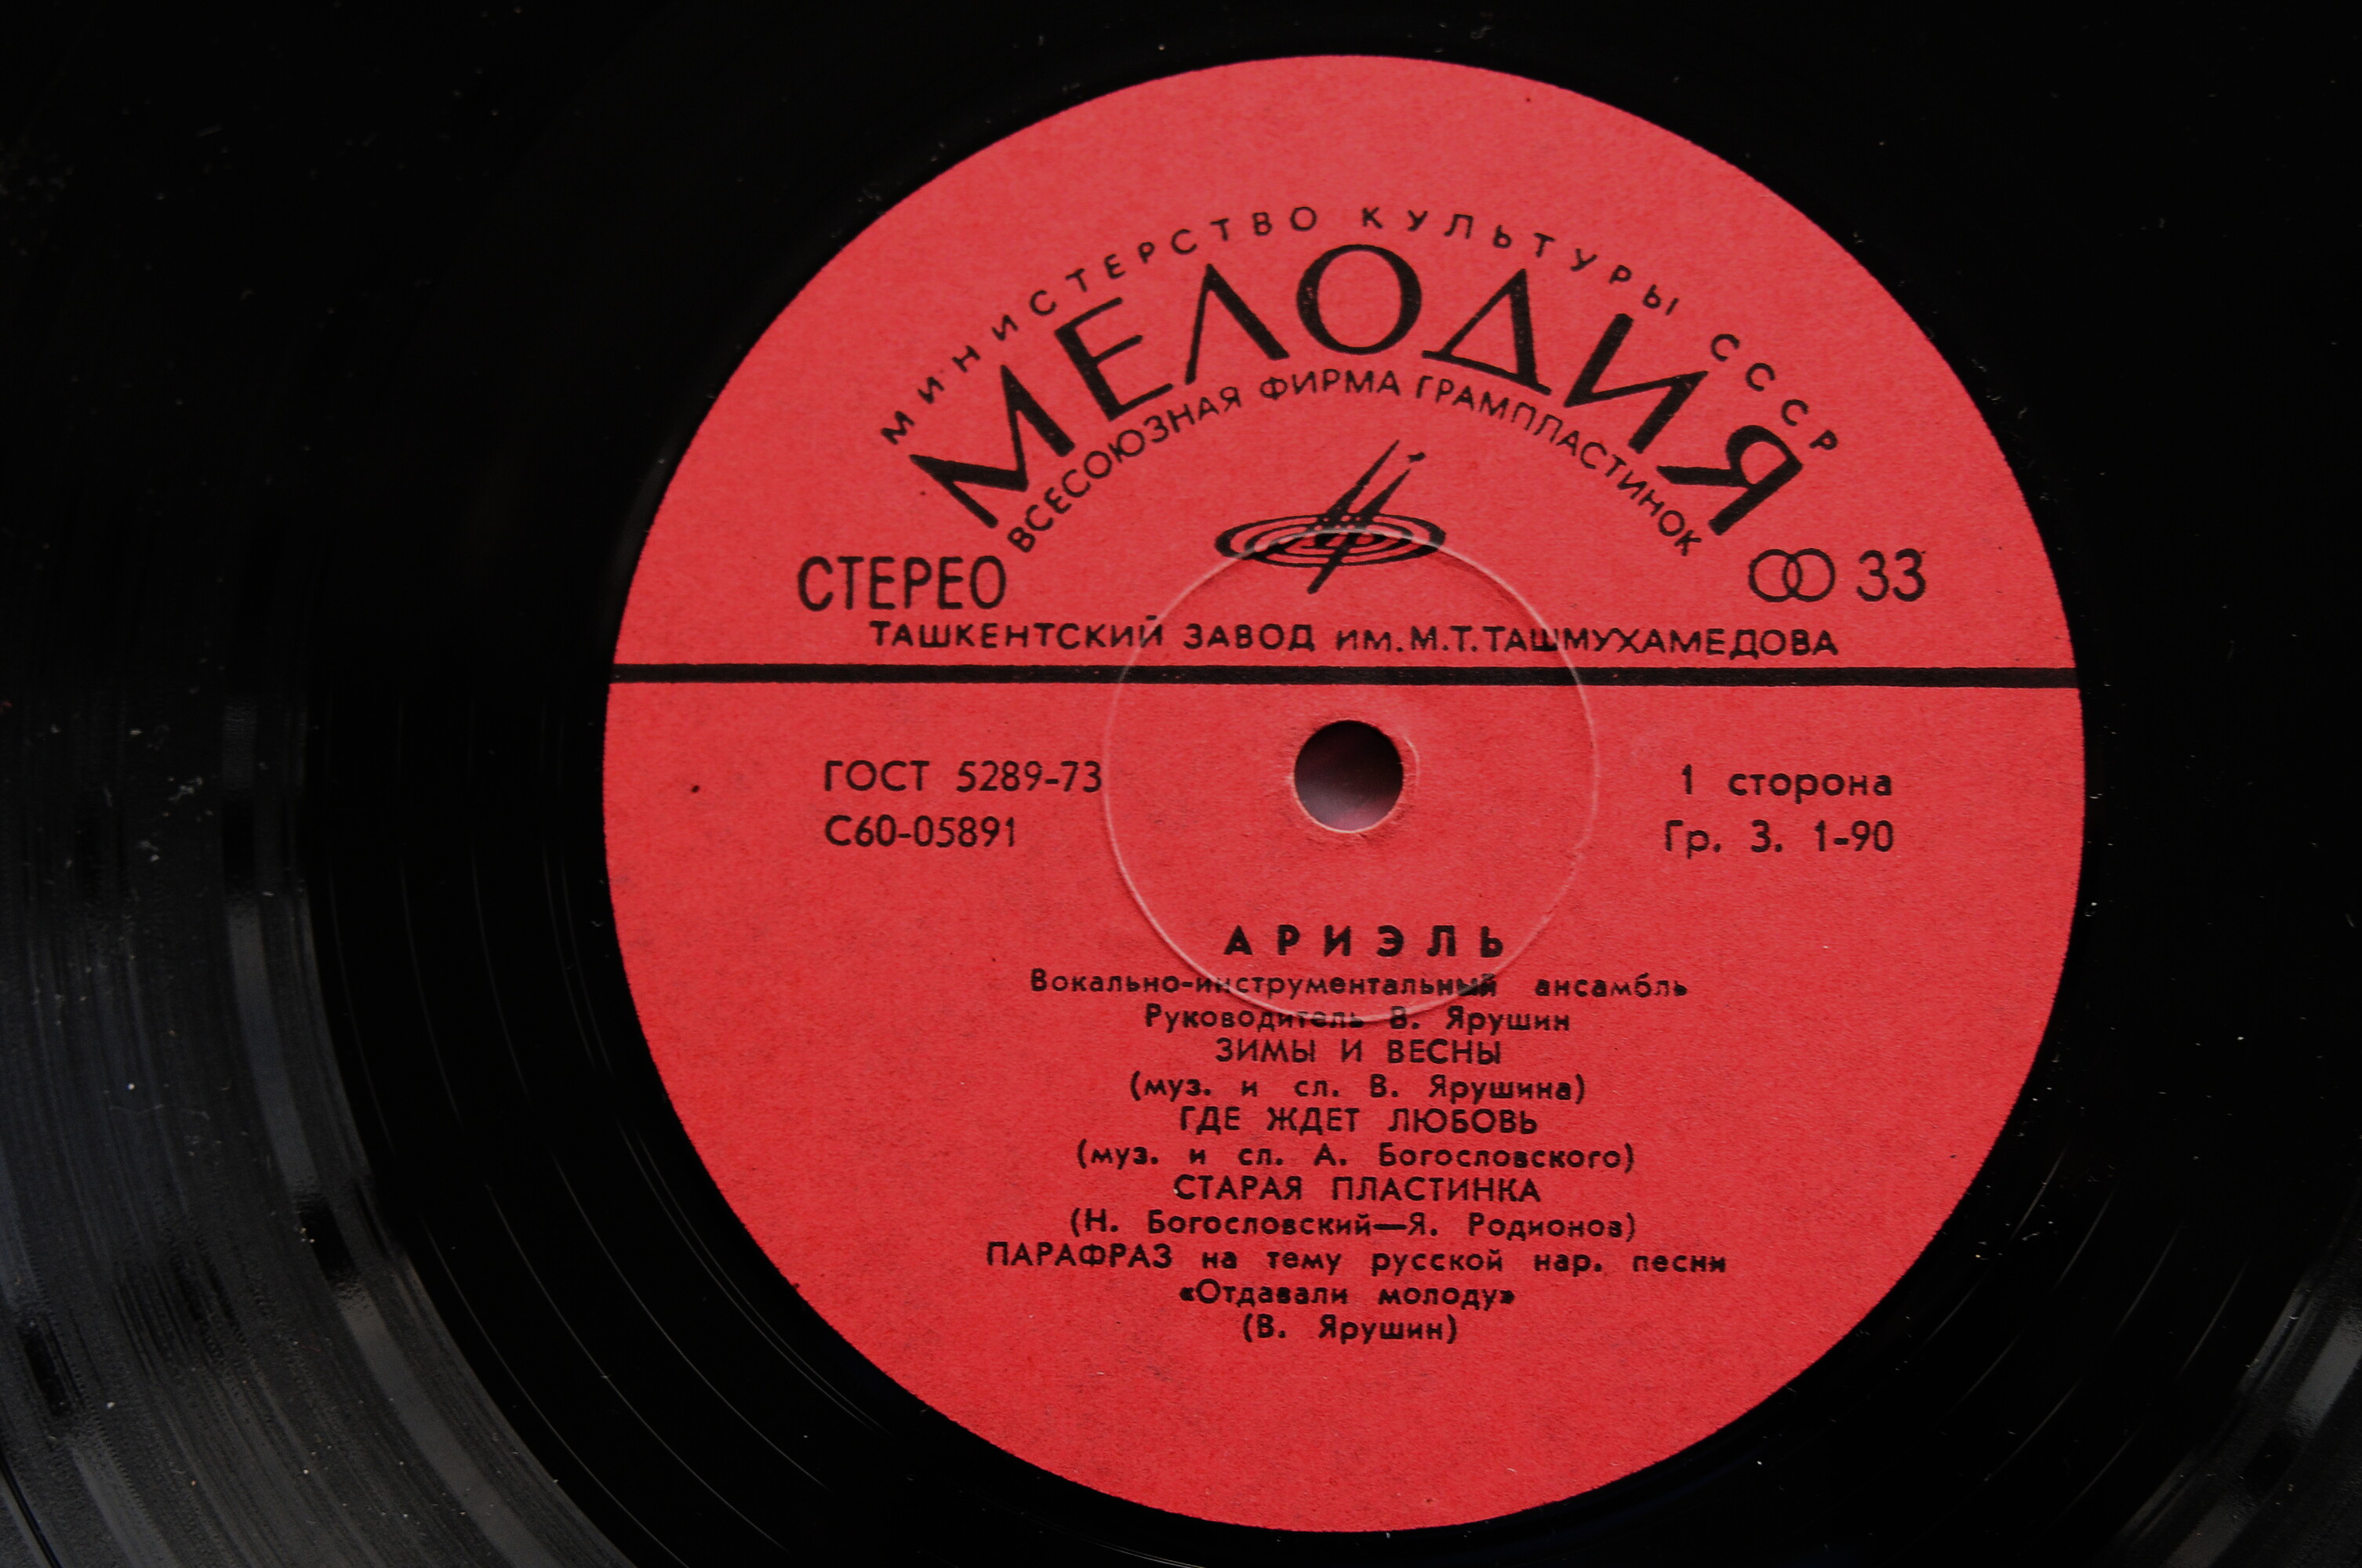 МИНИСТЕРСТВО КУЛЬТУРЫ СССР
МЕЛОДИЯ
ВСЕСОЮЗНАЯ ФИРМА ГРАМПЛАСТИНОК
СТЕРЕО 33
ТАШКЕНТСКИЙ ЗАВОД ИМ. М.Т.ТАШМУХАМЕДОВА
ГОСТ 5289-73 1 сторона
С60-05891 Гр. 3. 1-90
АРИЭЛЬ
Вокально-инструментальный ансамбль
Руководитель В. Ярушин
ЗИМЫ И ВЕСНЫ
(муз. и сл. В. Ярушина)
ГДЕ ЖДЕТ ЛЮБОВЬ
(муз. и сл. А. Богословского)
СТАРАЯ ПЛАСТИНКА
(Н. Богословский—Я. Родионов)
ПАРАФРАЗ на тему русской нар. песни
«Отдавали молоду»
(В. Ярушин)